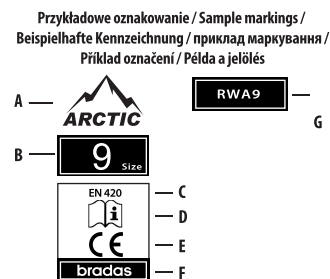 Przykładowe oznakowanie / Sample markings /
Beispielhafte Kennzeichnung / приклад маркування /
Příklad označení / Példa a jelölés
A
ARCTIC
RWA9
G
B
9 Size
EN 420
C
i
D
CE
E
bradas
F